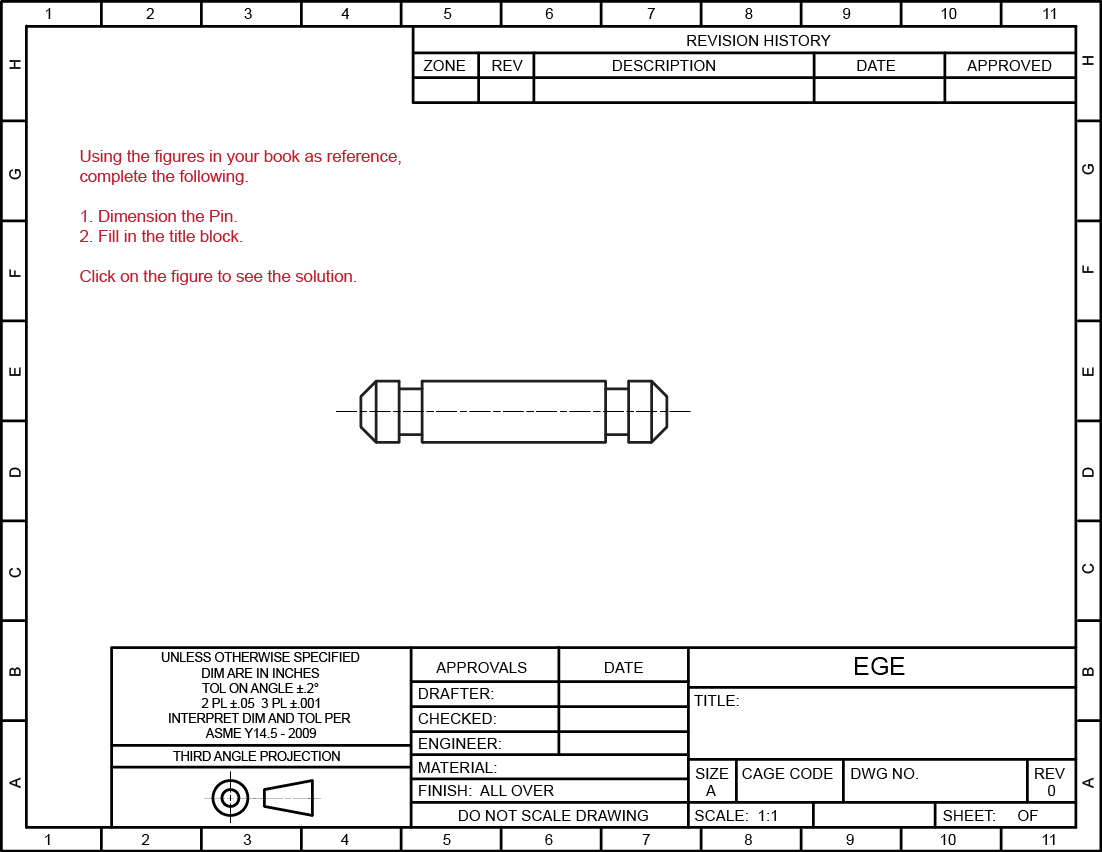 1 2 3 4 5 6 7 8 9 10 11
REVISION HISTORY
ZONE REV DESCRIPTION DATE APPROVED
H H
G G
F F
E E
D D
C C
B B
A A
Using the figures in your book as reference,
complete the following.
1. Dimension the Pin.
2. Fill in the title block.
Click on the figure to see the solution.
UNLESS OTHERWISE SPECIFIED
DIM ARE IN INCHES
TOL ON ANGLE ±.2°
2 PL ±.05 3 PL ±.001
INTERPRET DIM AND TOL PER
ASME Y14.5 - 2009
THIRD ANGLE PROJECTION
APPROVALS DATE
DRAFTER:
CHECKED:
ENGINEER:
MATERIAL:
FINISH: ALL OVER
DO NOT SCALE DRAWING
EGE
TITLE:
SIZE
A
CAGE CODE
DWG NO.
REV
0
SCALE: 1:1
SHEET: OF
1 2 3 4 5 6 7 8 9 10 11